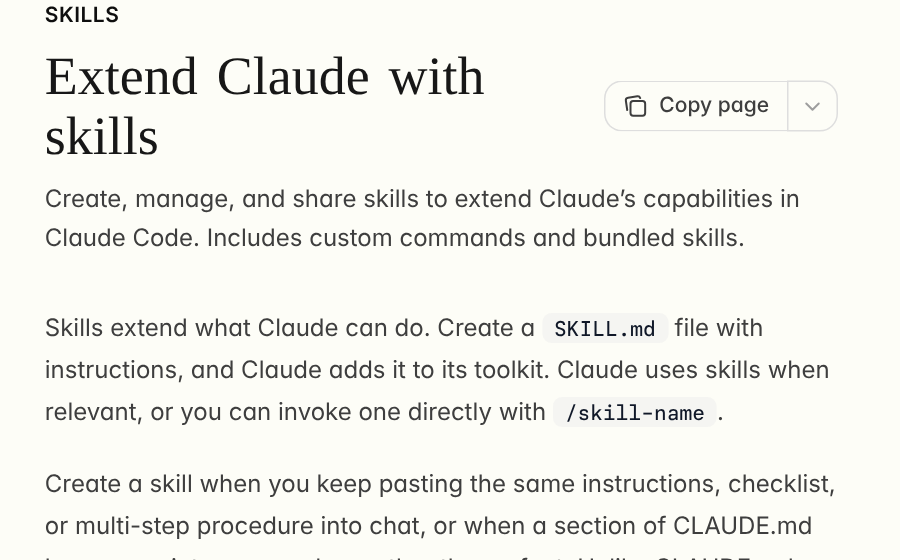 SKILLS
Extend Claude with
skills
Copy page
Create, manage, and share skills to extend Claude’s capabilities in
Claude Code. Includes custom commands and bundled skills.
Skills extend what Claude can do. Create a SKILL.md file with
instructions, and Claude adds it to its toolkit. Claude uses skills when
relevant, or you can invoke one directly with /skill-name .
Create a skill when you keep pasting the same instructions, checklist,
or multi-step procedure into chat, or when a section of CLAUDE.md